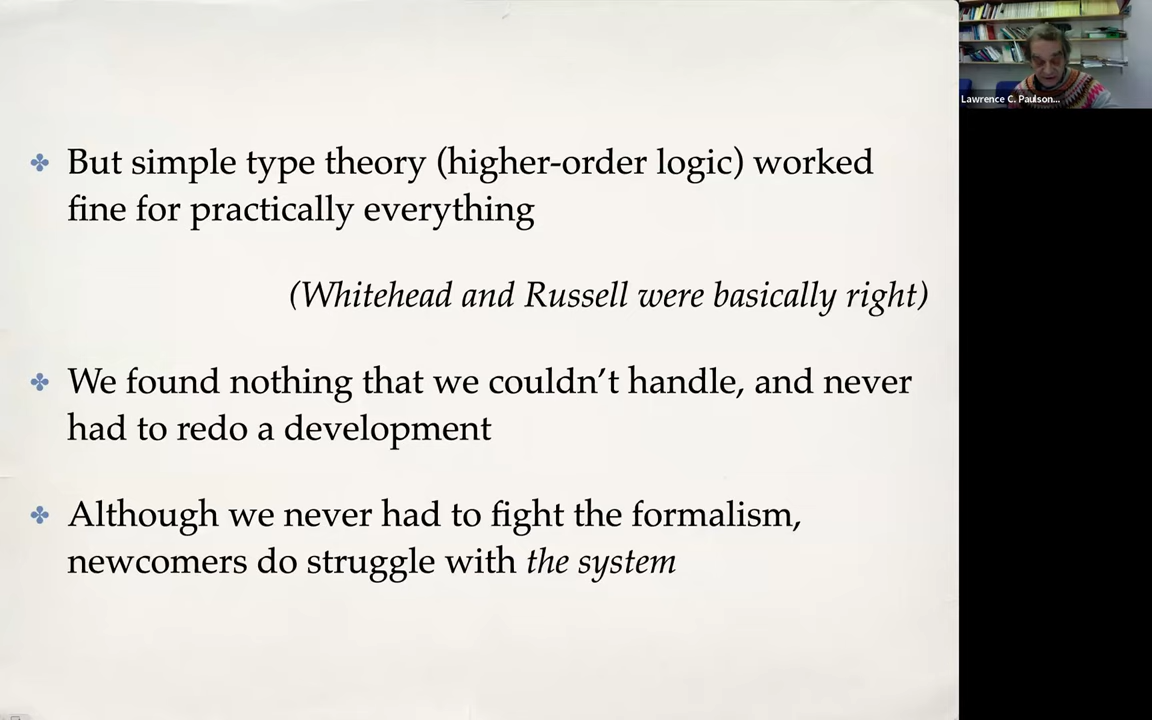 But simple type theory (higher-order logic) worked
fine for practically everything
(Whitehead and Russell were basically right)
We found nothing that we couldn’t handle, and never
had to redo a development
Although we never had to fight the formalism,
newcomers do struggle with the system
Lawrence C. Paulson...